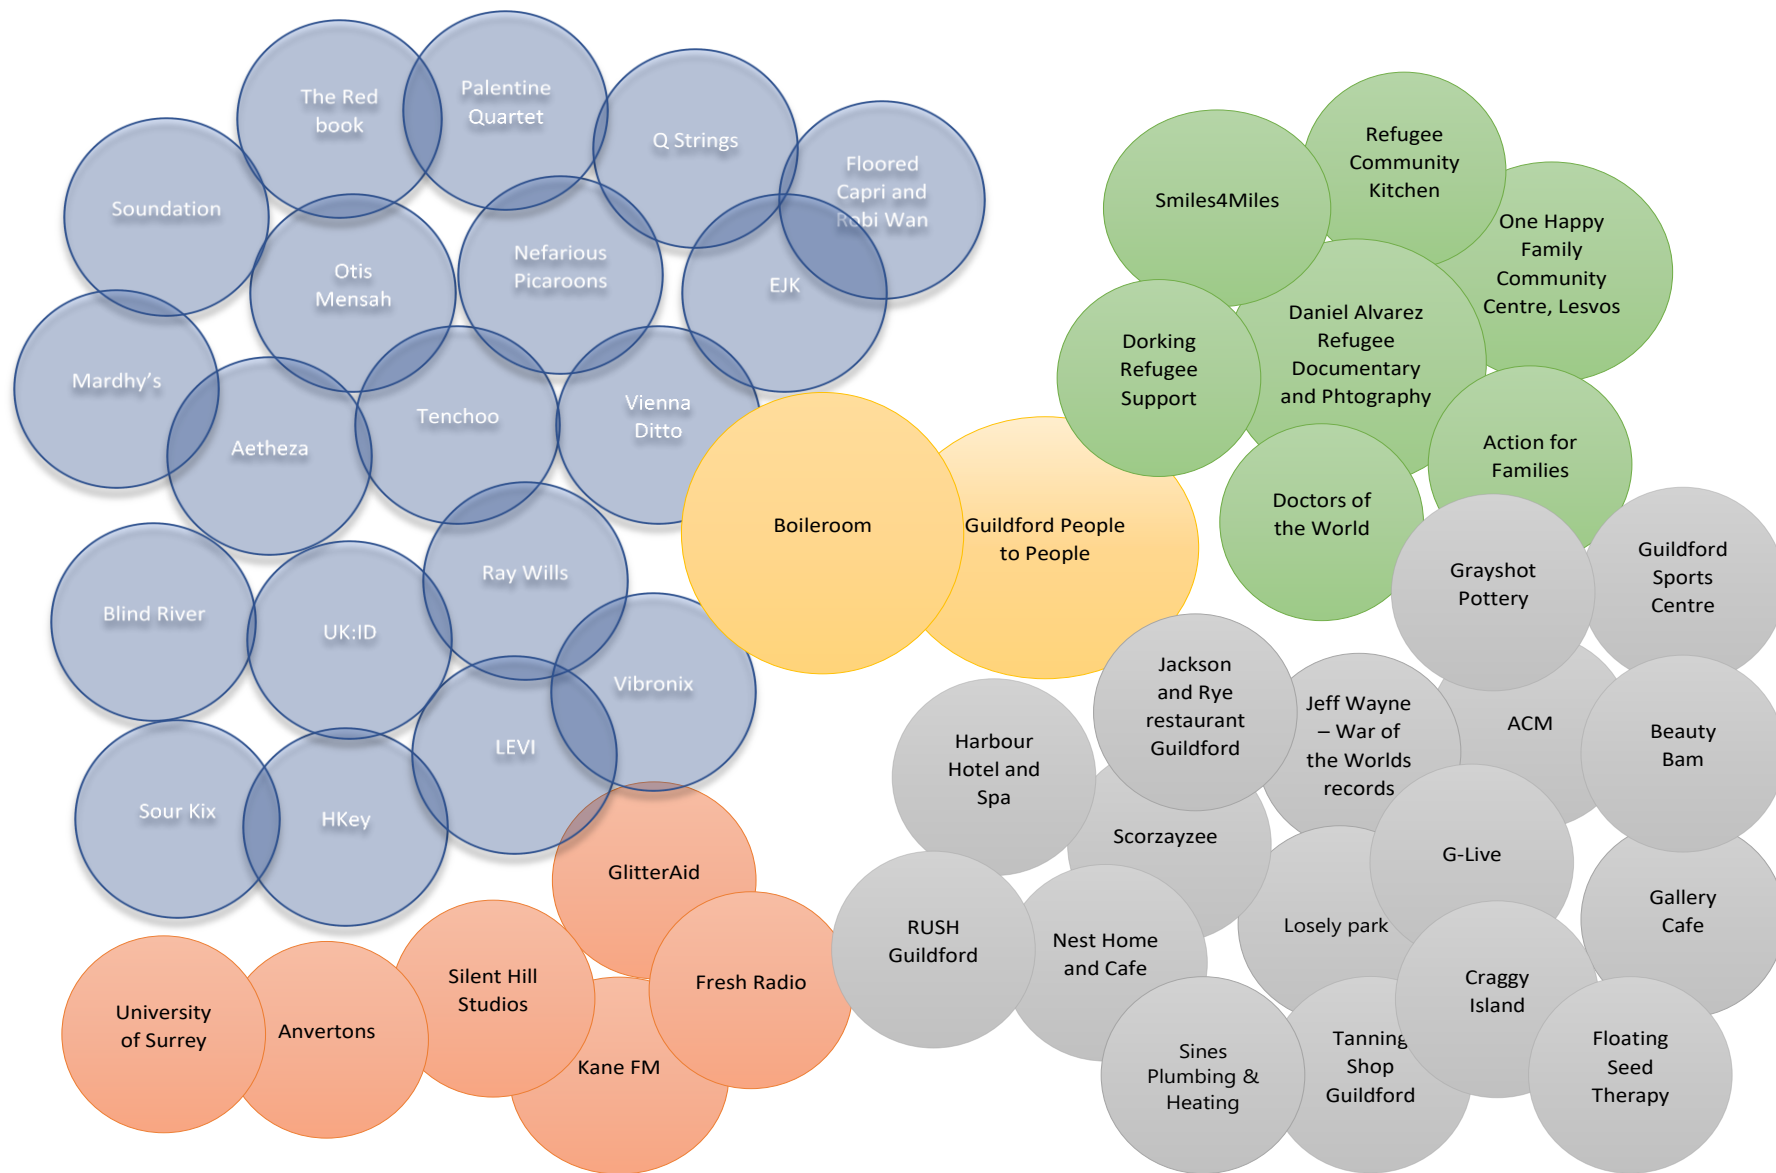 The Red
book
Palentine
Quartet
Q Strings
Floored
Capri and
Robi Wan
Soundation
Otis
Mensah
Nefarious
Picaroons
EJK
Mardhy's
Aetheza
Tenchoo
Vienna
Ditto
Blind River
UK:ID
Ray Wills
Vibronix
Sour Kix
HKey
LEVI
Boileroom
Guildford People
to People
Smiles4Miles
Refugee
Community
Kitchen
One Happy
Family
Community
Centre, Lesvos
Dorking
Refugee
Support
Daniel Alvarez
Refugee
Documentary
and Phtography
Action for
Families
Doctors of
the World
Grayshot
Pottery
Guildford
Sports
Centre
Jackson
and Rye
restaurant
Guildford
Jeff Wayne
– War of
the Worlds
records
ACM
Beauty
Bam
Harbour
Hotel and
Spa
Scorzayzee
G-Live
Gallery
Cafe
RUSH
Guildford
Nest Home
and Cafe
Losely park
Craggy
Island
Sines
Plumbing &
Heating
Tanning
Shop
Guildford
Floating
Seed
Therapy
GlitterAid
Fresh Radio
Silent Hill
Studios
Kane FM
Anvertons
University
of Surrey